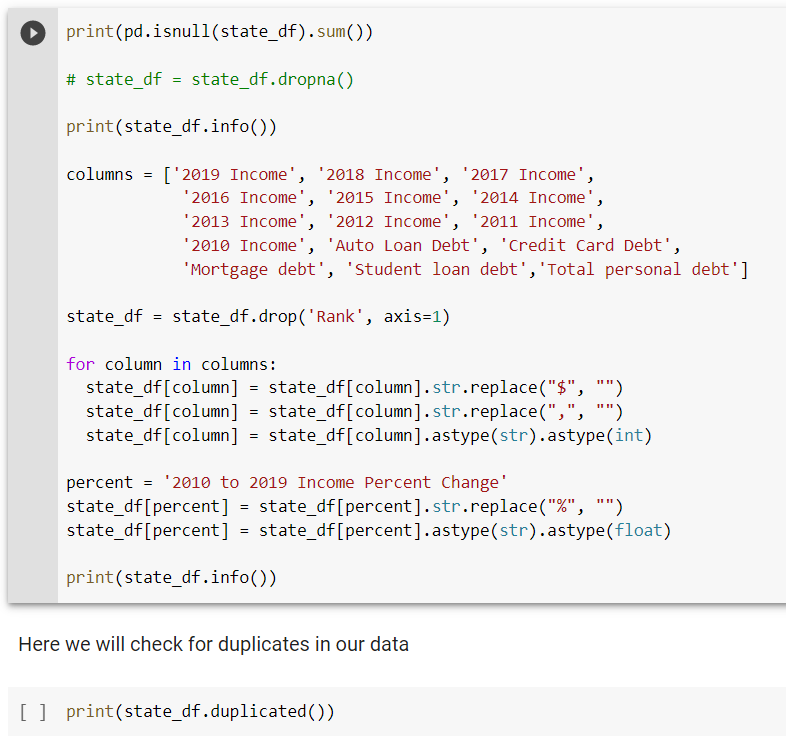 print(pd.isnull(state_df).sum())
# state_df = state_df.dropna()
print(state_df.info())
columns = ['2019 Income', '2018 Income', '2017 Income',
'2016 Income', '2015 Income', '2014 Income',
'2013 Income', '2012 Income', '2011 Income',
'2010 Income', 'Auto Loan Debt', 'Credit Card Debt',
'Mortgage debt', 'Student loan debt','Total personal debt']
state_df = state_df.drop('Rank', axis=1)
for column in columns:
state_df[column] = state_df[column].str.replace("$", "")
state_df[column] = state_df[column].str.replace(",", "")
state_df[column] = state_df[column].astype(str).astype(int)
percent = '2010 to 2019 Income Percent Change'
state_df[percent] = state_df[percent].str.replace("%", "")
state_df[percent] = state_df[percent].astype(str).astype(float)
print(state_df.info())
Here we will check for duplicates in our data
[ ] print(state_df.duplicated())